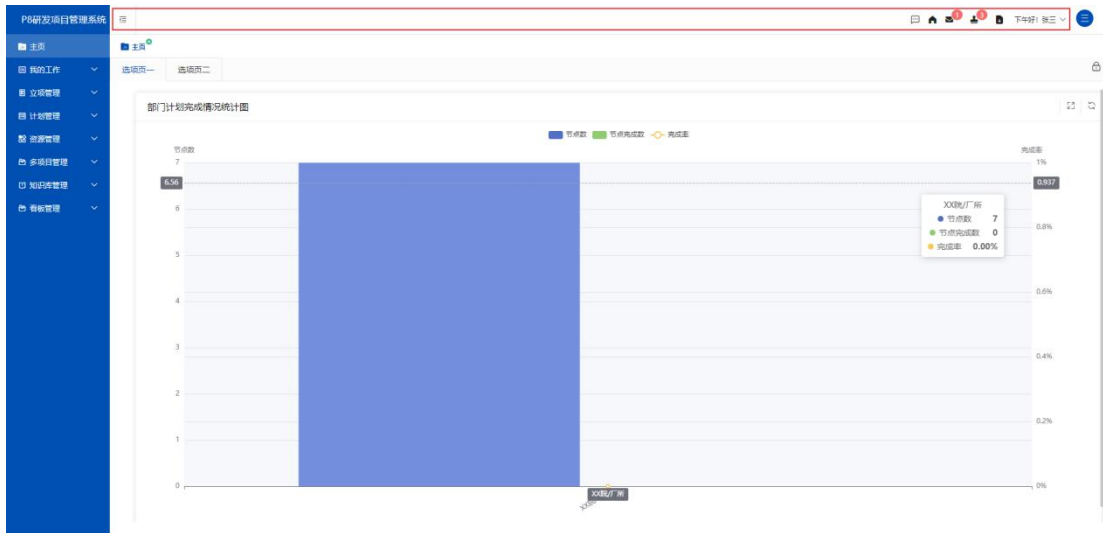 P8研发项目管理系统
1
3
下午好! 张三
主页
主页
我的工作
选项页一 选项页二
立项管理
计划管理
资源管理
多项目管理
知识库管理
看板管理
部门计划完成情况统计图
节点数 节点完成数 完成率
节点数
完成率
7
1%
6.56
0.937
6
0.8%
XX院/厂所
节点数 7
节点完成数 0
完成率 0.00%
5
0.6%
4
3
0.4%
2
0.2%
1
0
0%
XX院/厂所